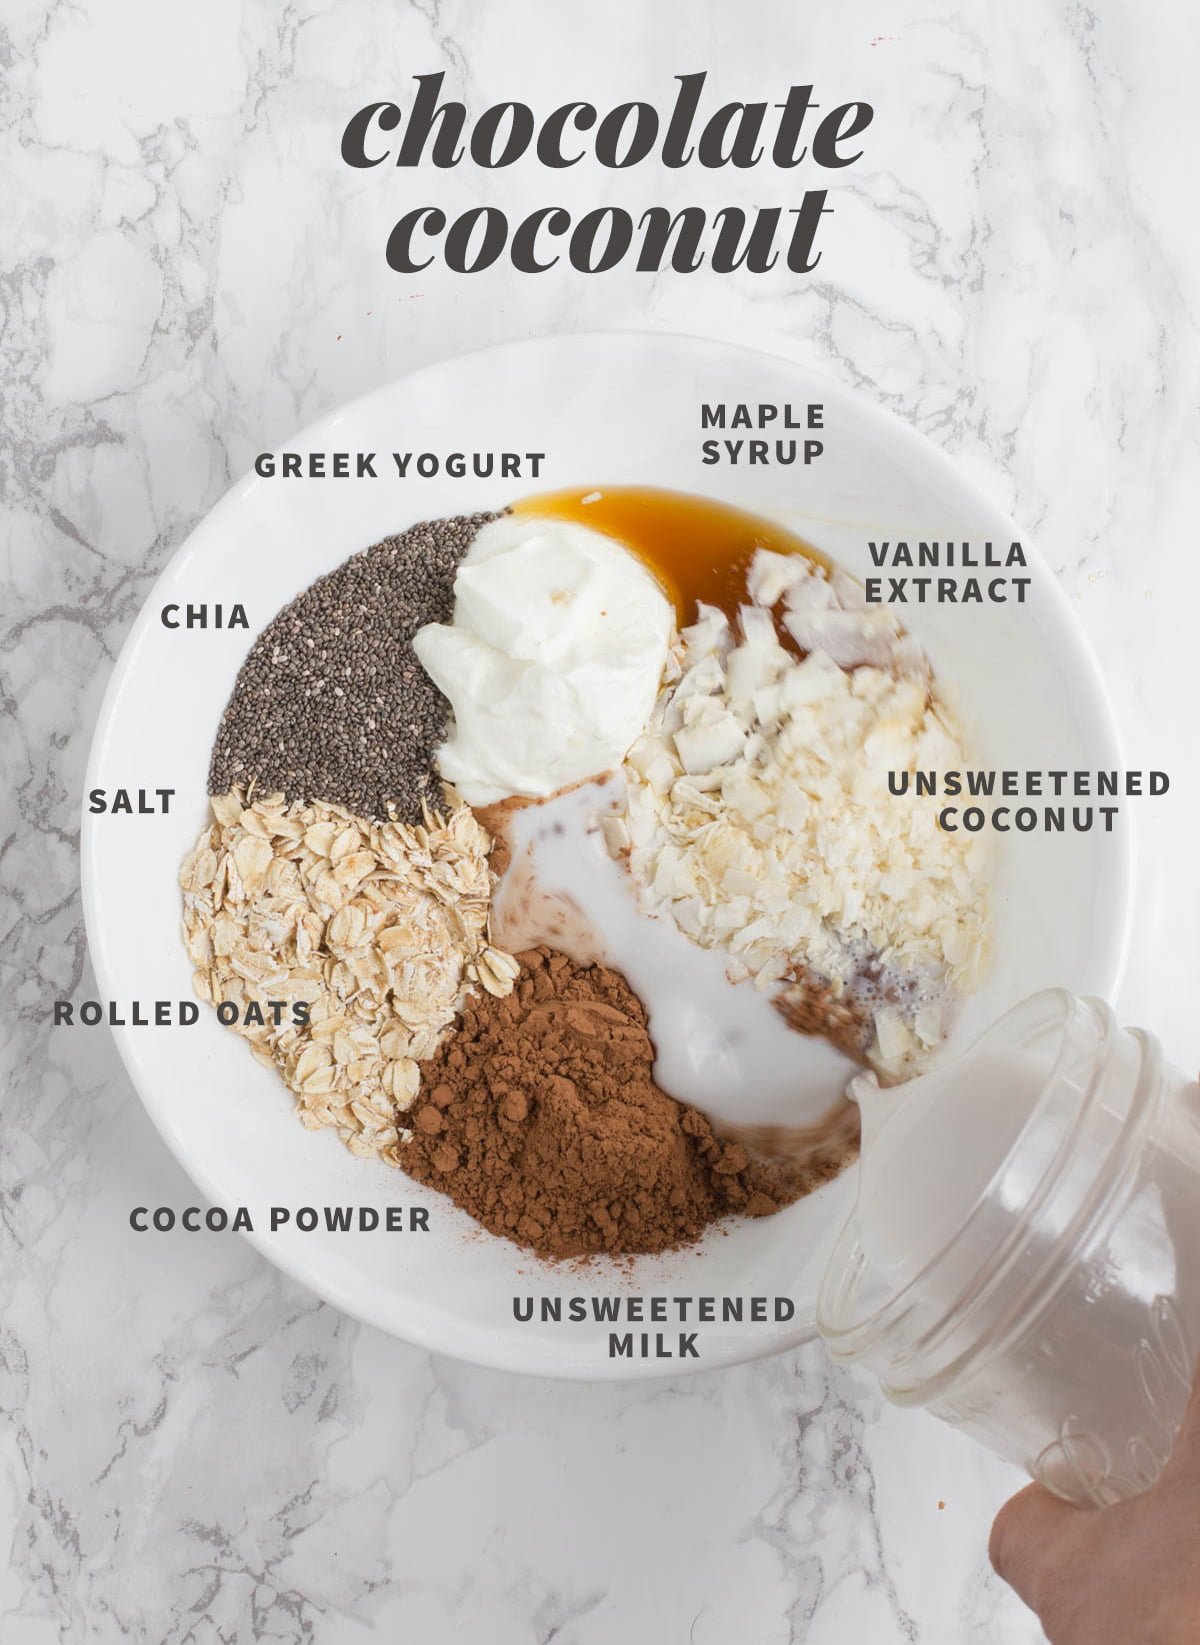 chocolate
coconut
MAPLE
SYRUP
GREEK YOGURT
VANILLA
EXTRACT
CHIA
UNSWEETENED
COCONUT
SALT
ROLLED OATS
COCOA POWDER
UNSWEETENED
MILK